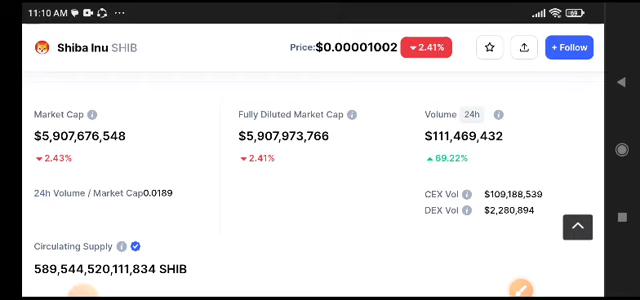 11:10 AM ...
69
Shiba Inu SHIB
Price:$0.00001002 2.41%
+ Follow
Market Cap
$5,907,676,548
2.43%
24h Volume / Market Cap0.0189
Fully Diluted Market Cap
$5,907,973,766
2.41%
Volume 24h
$111,469,432
69.22%
CEX Vol $109,188,539
DEX Vol $2,280,894
Circulating Supply
589,544,520,111,834 SHIB